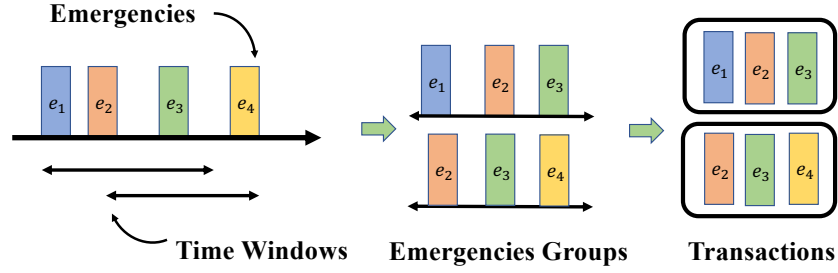 Emergencies
e1 e2 e3 e4
Time Windows
e1 e2 e3
e2 e3 e4
Emergencies Groups
e1 e2 e3
e2 e3 e4
Transactions